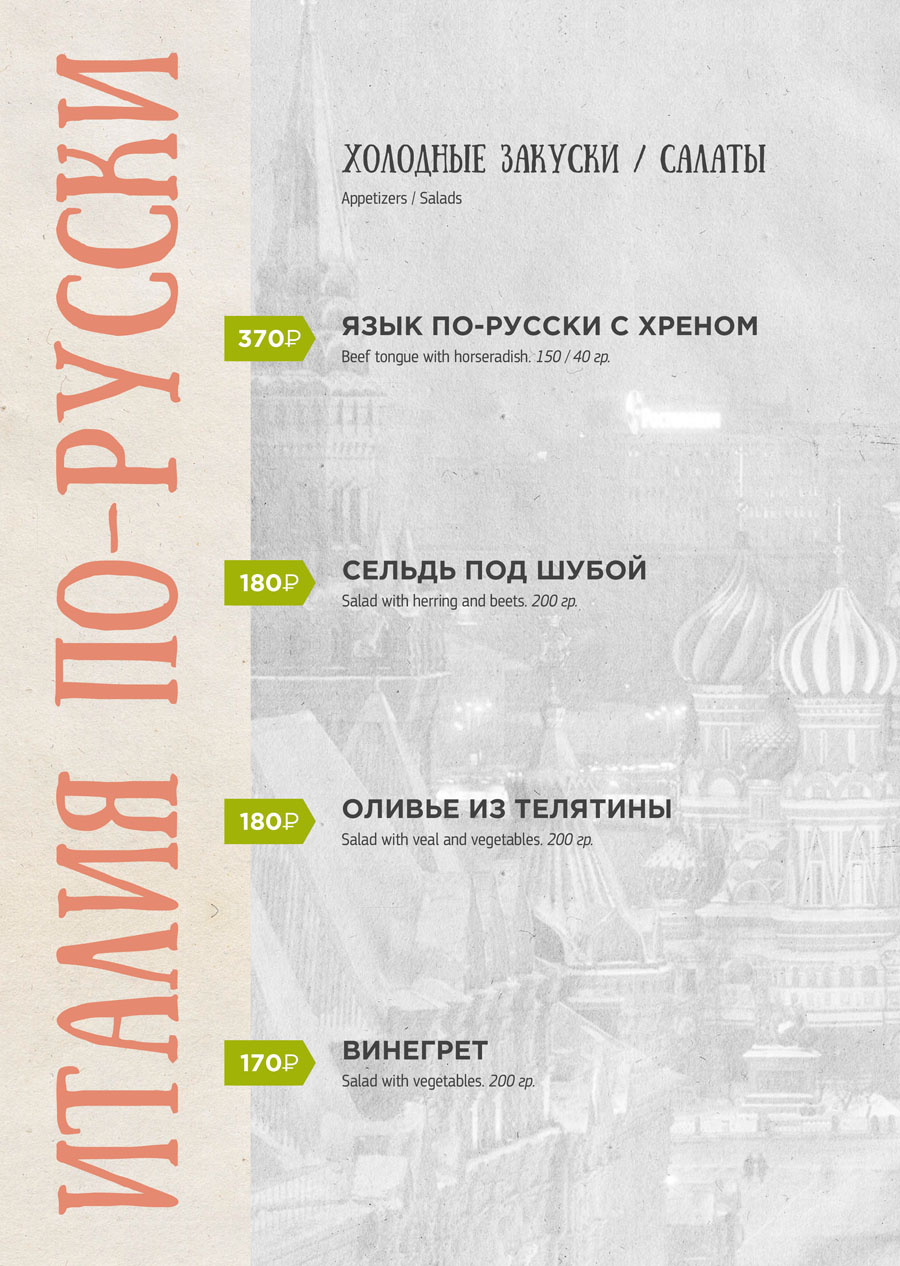 ИТАЛИЯ ПО-РУССКИ
ХОЛОДНЫЕ ЗАКУСКИ / САЛАТЫ
Appetizers / Salads
370₽
ЯЗЫК ПО-РУССКИ С ХРЕНОМ
Beef tongue with horseradish. 150 / 40 гр.
180₽
СЕЛЬДЬ ПОД ШУБОЙ
Salad with herring and beets. 200 гр.
180₽
ОЛИВЬЕ ИЗ ТЕЛЯТИНЫ
Salad with veal and vegetables. 200 гр.
170₽
ВИНЕГРЕТ
Salad with vegetables. 200 гр.